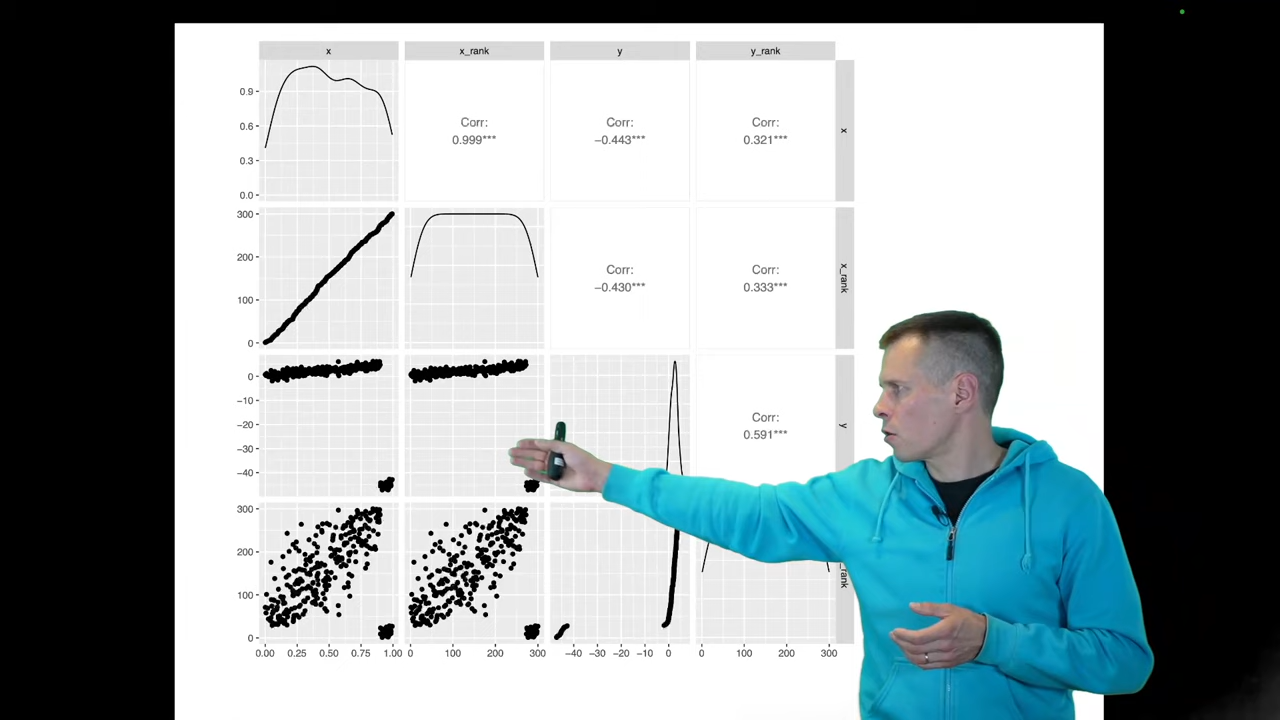 x x_rank y y_rank
0.9
0.6
0.3
0.0
Corr:
0.999***
Corr:
−0.443***
Corr:
0.321***
x
300
200
100
0
Corr:
−0.430***
Corr:
0.333***
x_rank
0
−10
−20
−30
−40
Corr:
0.591***
y
300
200
100
0
_rank
0.00 0.25 0.50 0.75 1.00 0 100 200 300 −40 −30 −20 −10 0 0 100 200 300